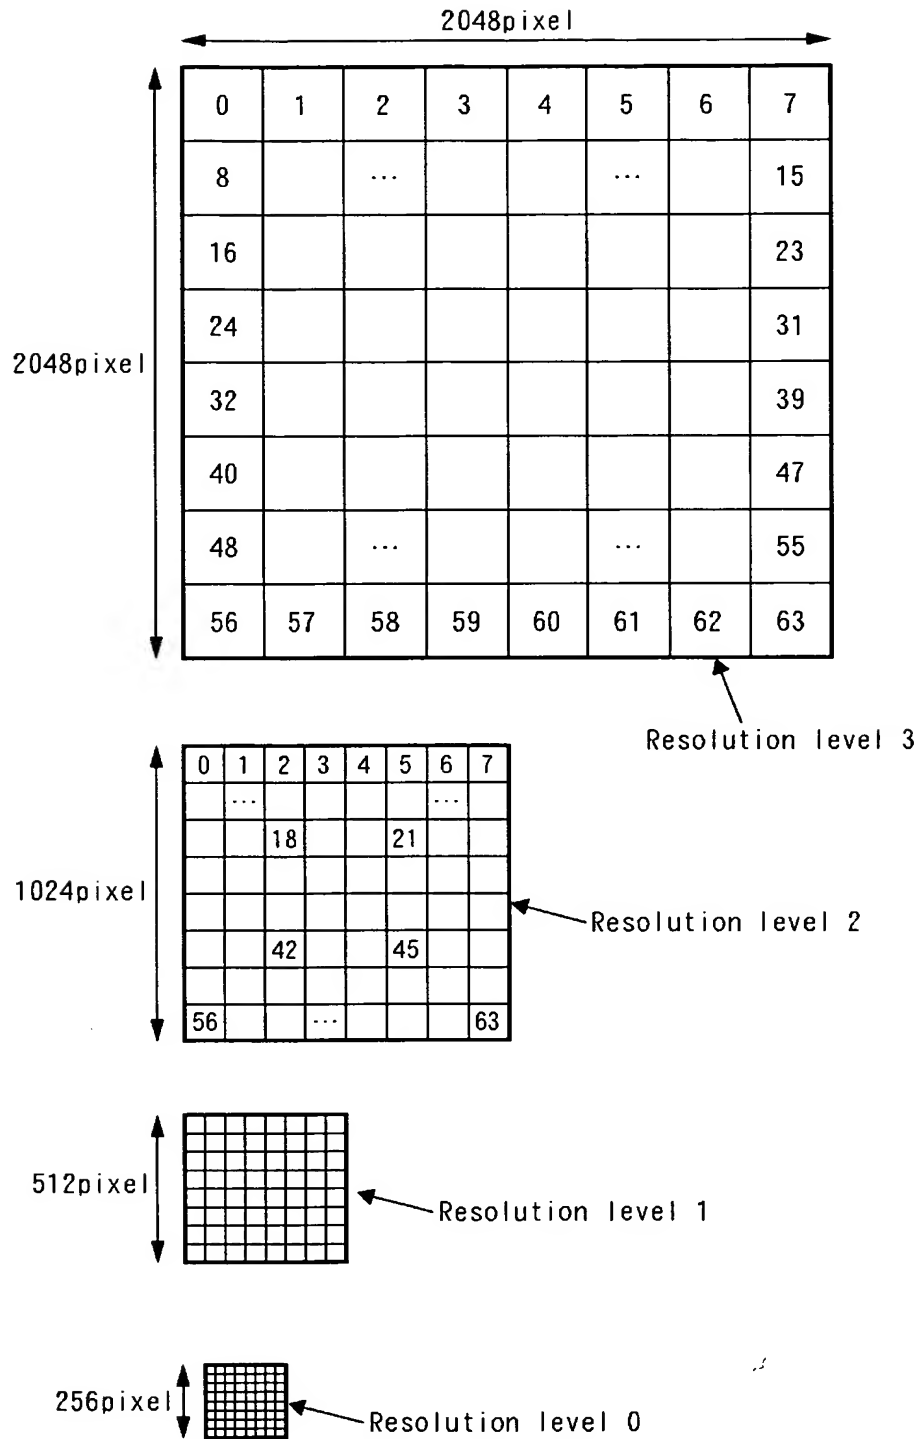 2048pixel
0 1 2 3 4 5 6 7
8 ... ... 15
16 23
24 31
2048pixel
32 39
40 47
48 ... ... 55
56 57 58 59 60 61 62 63
Resolution level 3
0 1 2 3 4 5 6 7
... ...
18 21
1024pixel
Resolution level 2
42 45
56 ... 63
512pixel
Resolution level 1
256pixel
Resolution level 0